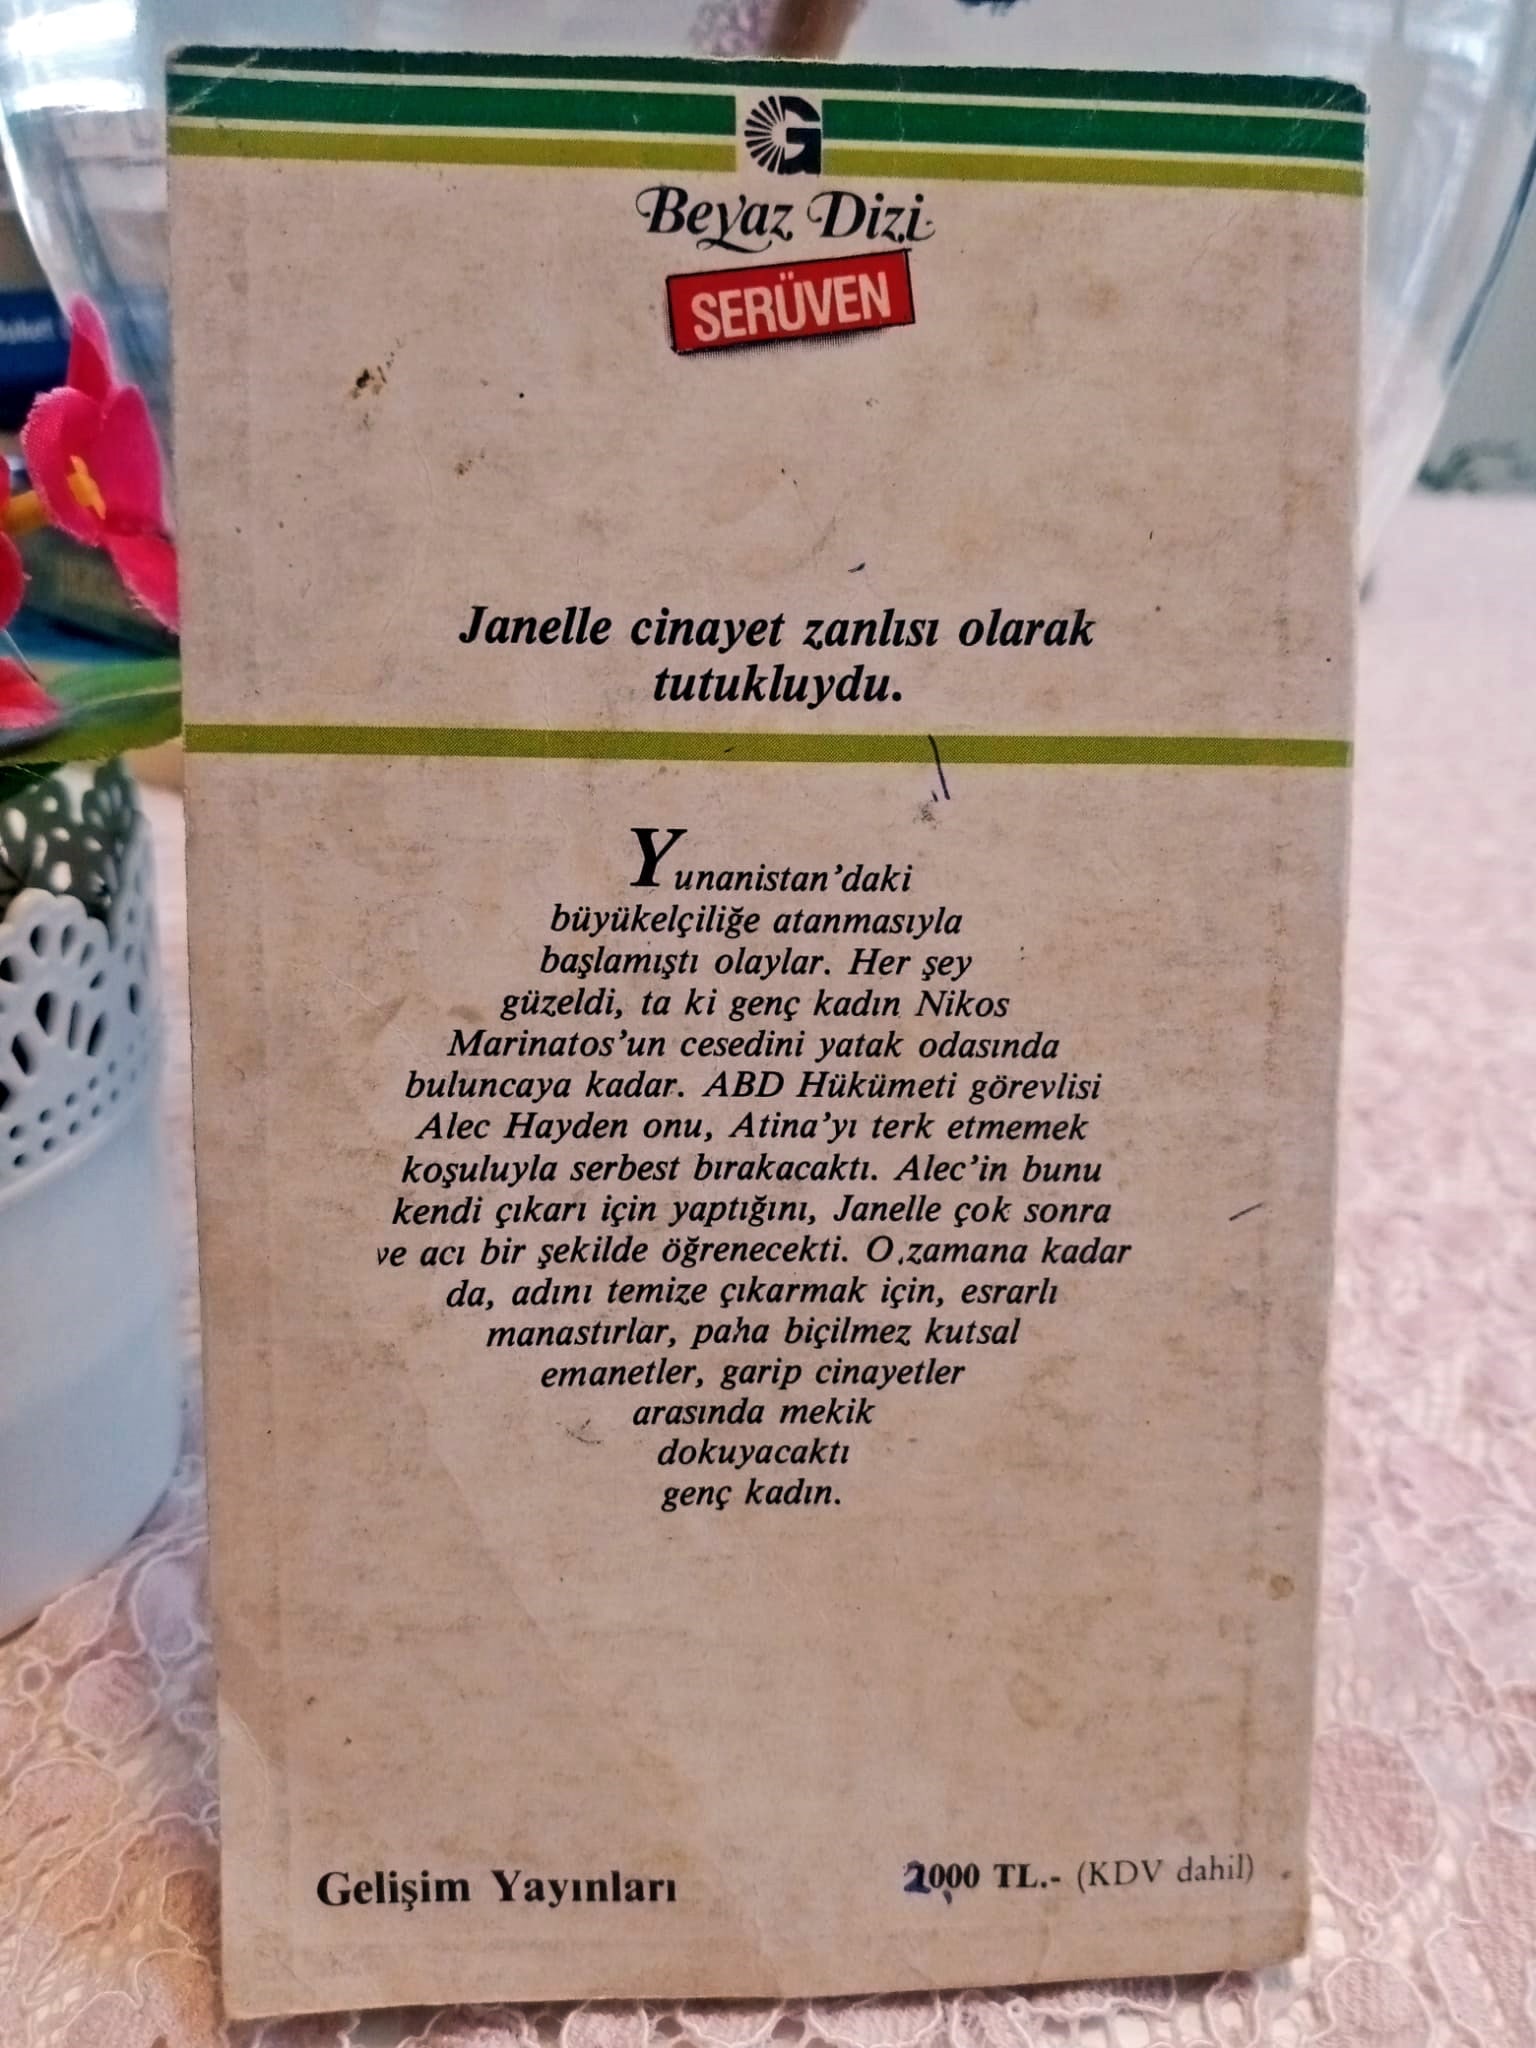 G
Beyaz Dizi
SERÜVEN
Janelle cinayet zanlısı olarak
tutukluydu.
Yunanistan'daki
büyükelçiliğe atanmasıyla
başlamıştı olaylar. Her şey
güzeldi, ta ki genç kadın Nikos
Marinatos'un cesedini yatak odasında
buluncaya kadar. ABD Hükümeti görevlisi
Alec Hayden onu, Atina'yı terk etmemek
koşuluyla serbest bırakacaktı. Alec'in bunu
kendi çıkarı için yaptığını, Janelle çok sonra
ve acı bir şekilde öğrenecekti. O zamana kadar
da, adını temize çıkarmak için, esrarlı
manastırlar, paha biçilmez kutsal
emanetler, garip cinayetler
arasında mekik
dokuyacaktı
genç kadın.
Gelişim Yayınları
2000 TL.- (KDV dahil)